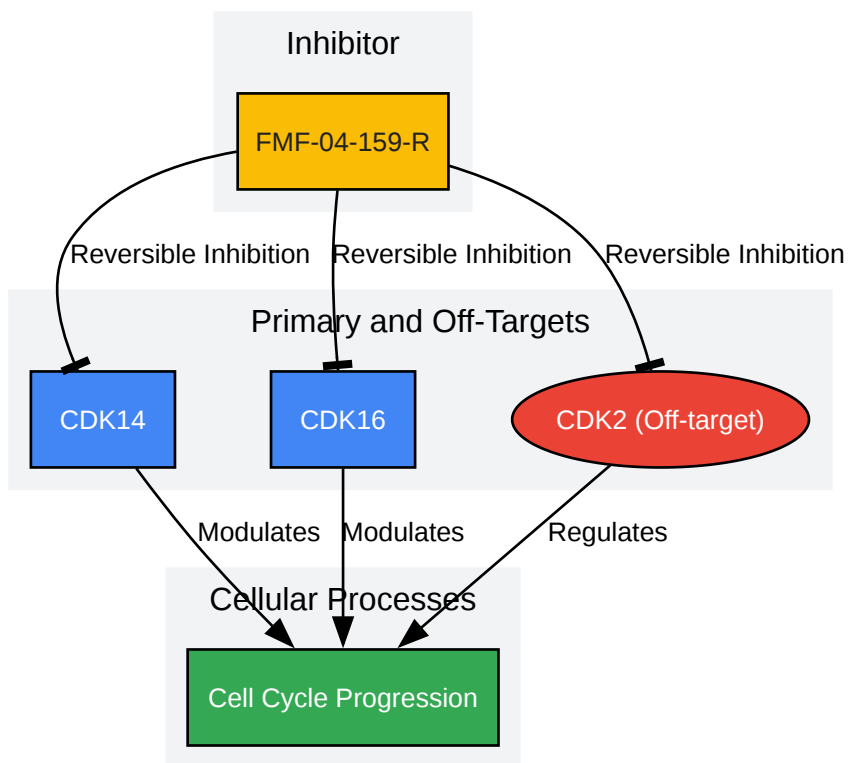 Inhibitor
FMF-04-159-R
Reversible Inhibition
Reversible Inhibition
Reversible Inhibition
Primary and Off-Targets
CDK14
CDK16
CDK2 (Off-target)
Modulates
Modulates
Regulates
Cellular Processes
Cell Cycle Progression